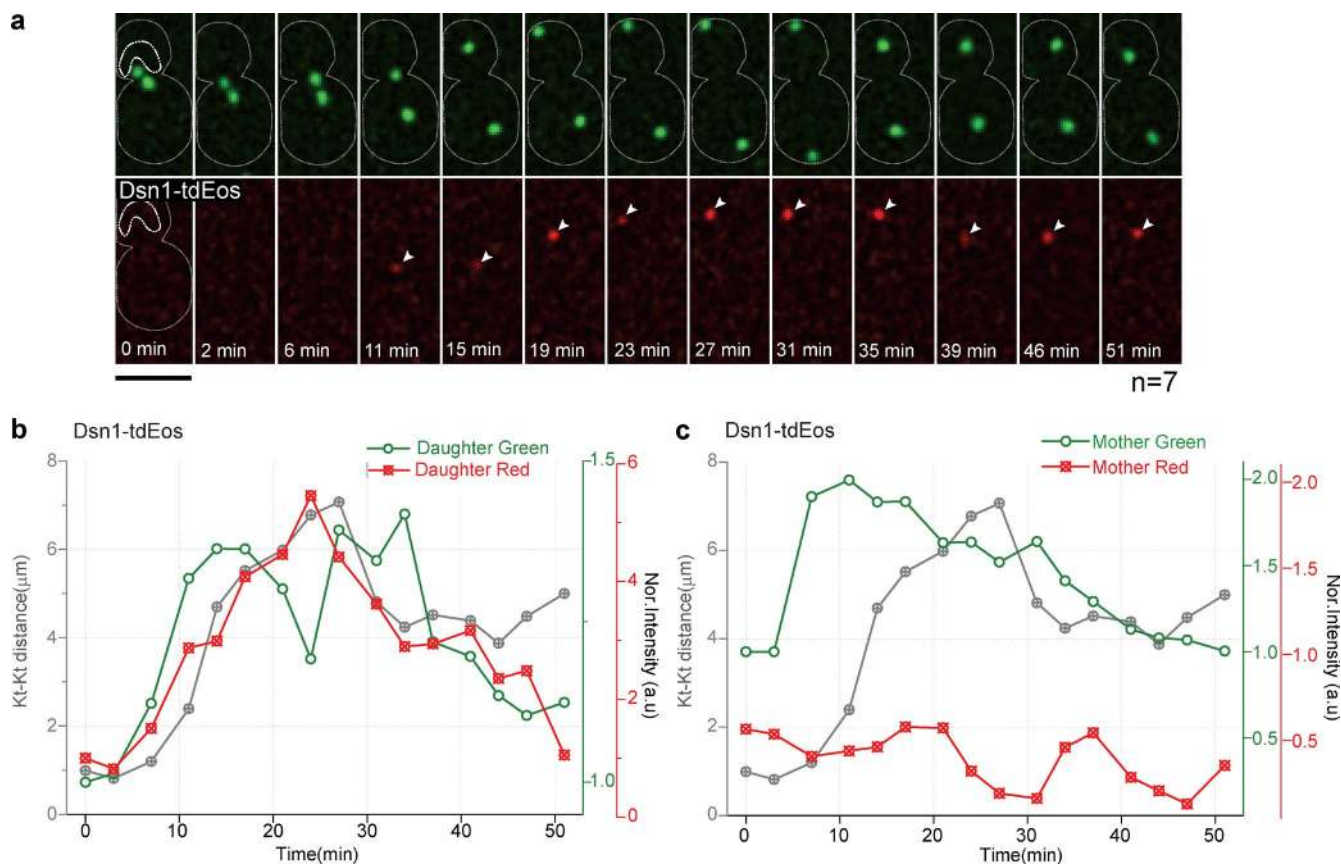 a
Dsn1-tdEos
0 min 2 min 6 min 11 min 15 min 19 min 23 min 27 min 31 min 35 min 39 min 46 min 51 min
n=7
b Dsn1-tdEos
Daughter Green
Daughter Red
8
6
4
2
0
Kt-Kt distance(μm)
1.5
1.0
6
4
2
0
Nor.Intensity (a.u)
0 10 20 30 40 50
Time(min)
c Dsn1-tdEos
Mother Green
Mother Red
8
6
4
2
0
Kt-Kt distance(μm)
2.0
1.5
1.0
0.5
2.0
1.5
1.0
0.5
Nor.Intensity (a.u)
0 10 20 30 40 50
Time(min)